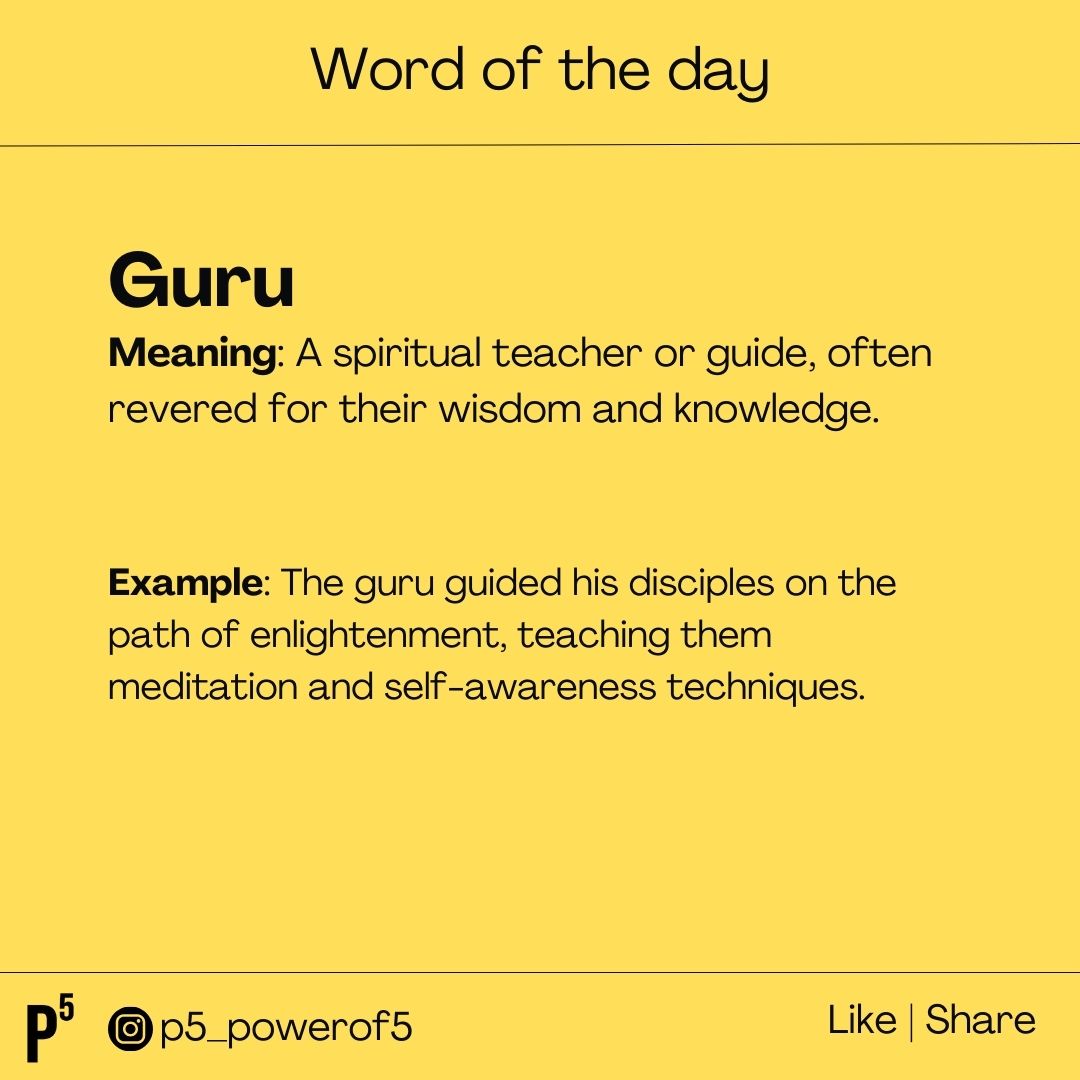 Word of the day
Guru
Meaning: A spiritual teacher or guide, often
revered for their wisdom and knowledge.
Example: The guru guided his disciples on the
path of enlightenment, teaching them
meditation and self-awareness techniques.
P⁵ p5_powerof5
Like | Share